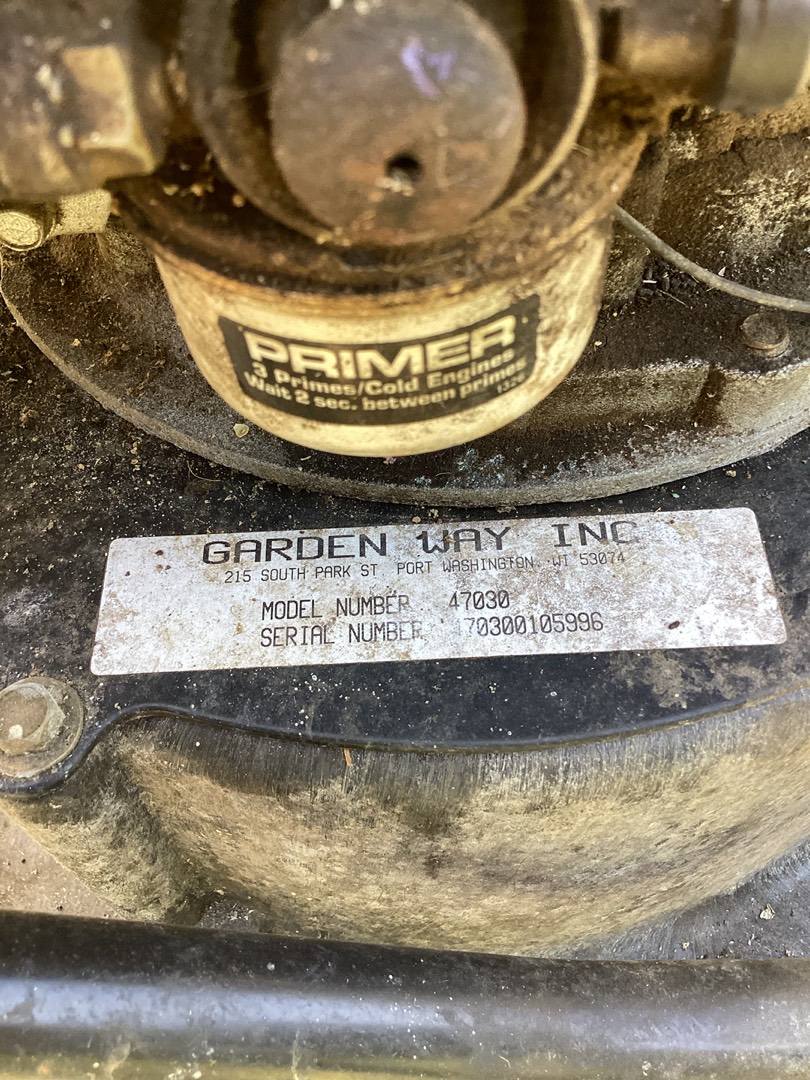 PRIMER
3 Primes/Cold Engines
Wait 2 sec. between primes
GARDEN WAY INC
215 SOUTH PARK ST PORT WASHINGTON, WI 53074
MODEL NUMBER 47030
SERIAL NUMBER 70300105996